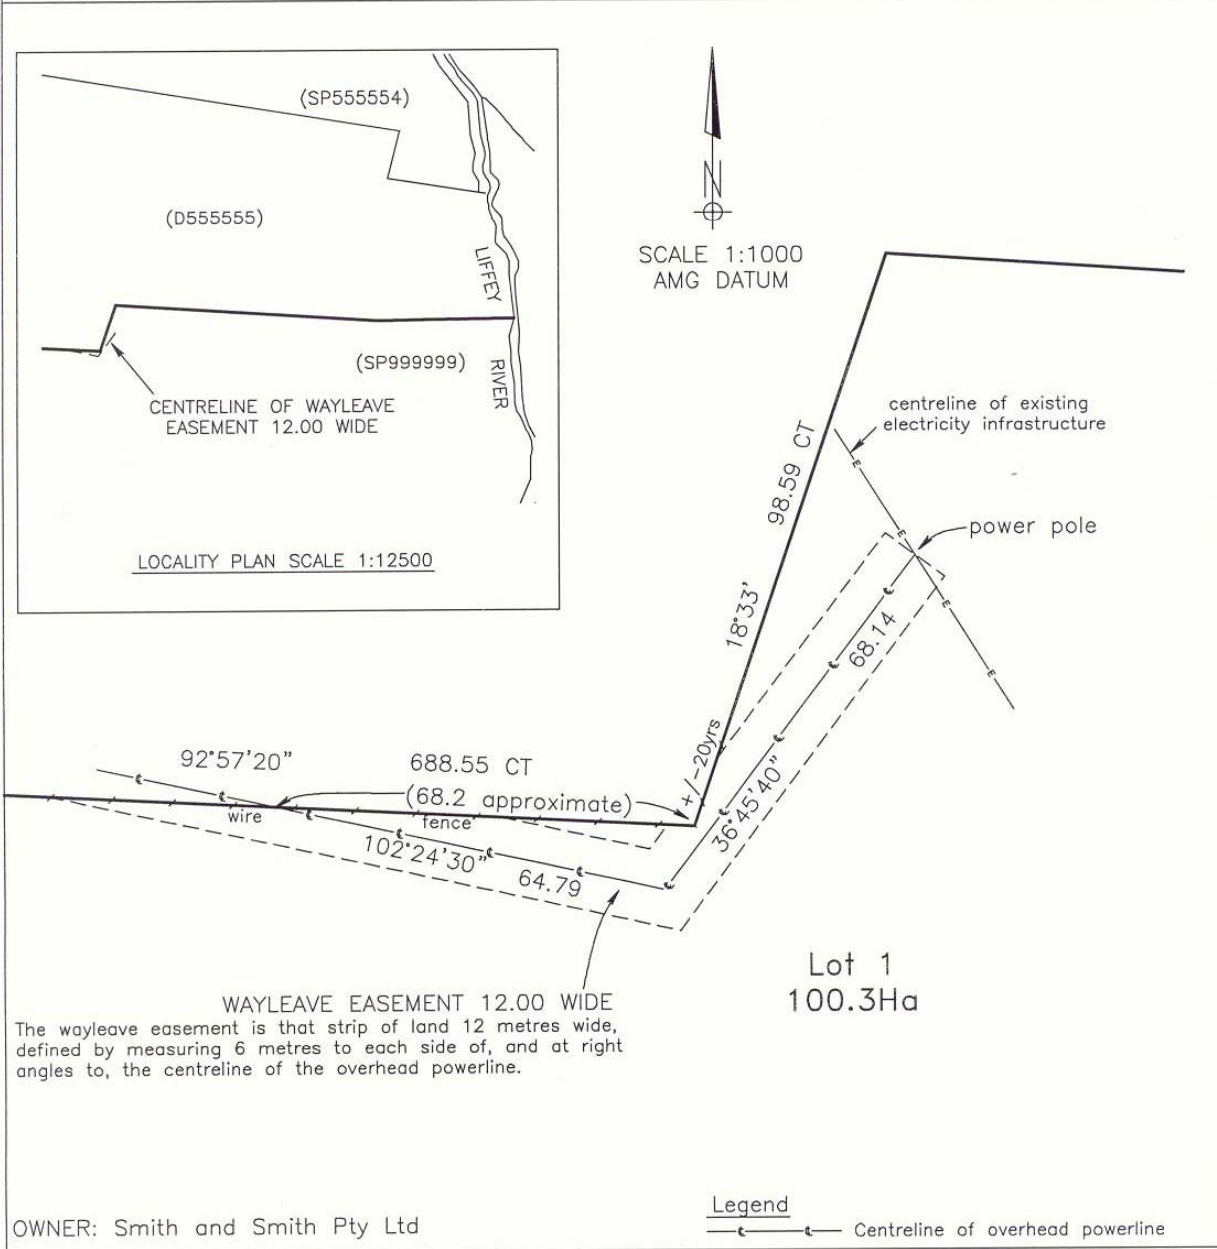 (SP555554)
(D555555)
LIFFEY
RIVER
(SP999999)
CENTRELINE OF WAYLEAVE
EASEMENT 12.00 WIDE
LOCALITY PLAN SCALE 1:12500
N
SCALE 1:1000
AMG DATUM
centreline of existing
electricity infrastructure
E
power pole
E
E
E
98.59 CT
18°33'
68.14
+/-20yrs
36°45'40"
92°57'20"
688.55 CT
(68.2 approximate)
wire
fence
102°24'30"
64.79
Lot 1
100.3Ha
WAYLEAVE EASEMENT 12.00 WIDE
The wayleave easement is that strip of land 12 metres wide,
defined by measuring 6 metres to each side of, and at right
angles to, the centreline of the overhead powerline.
OWNER: Smith and Smith Pty Ltd
Legend
Centreline of overhead powerline